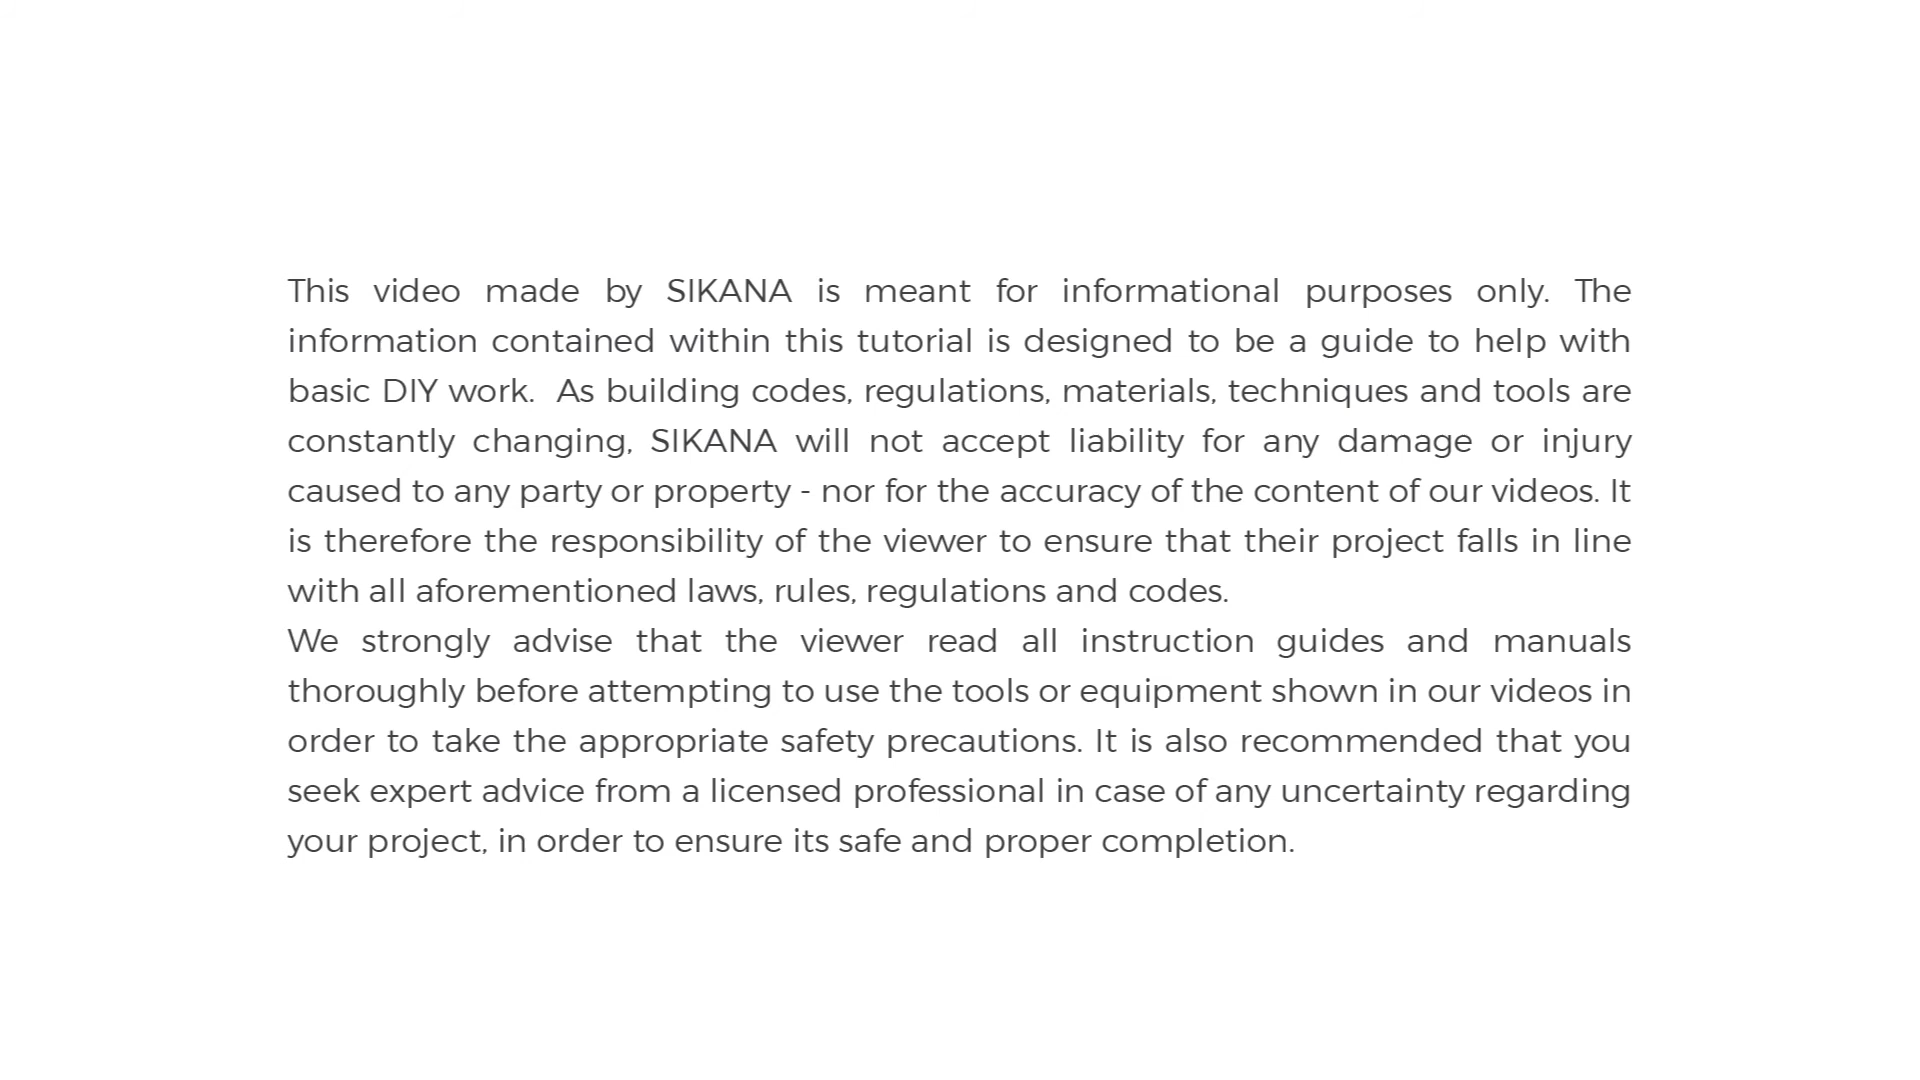 This video made by SIKANA is meant for informational purposes only. The
information contained within this tutorial is designed to be a guide to help with
basic DIY work.  As building codes, regulations, materials, techniques and tools are
constantly changing, SIKANA will not accept liability for any damage or injury
caused to any party or property - nor for the accuracy of the content of our videos. It
is therefore the responsibility of the viewer to ensure that their project falls in line
with all aforementioned laws, rules, regulations and codes.
We strongly advise that the viewer read all instruction guides and manuals
thoroughly before attempting to use the tools or equipment shown in our videos in
order to take the appropriate safety precautions. It is also recommended that you
seek expert advice from a licensed professional in case of any uncertainty regarding
your project, in order to ensure its safe and proper completion.